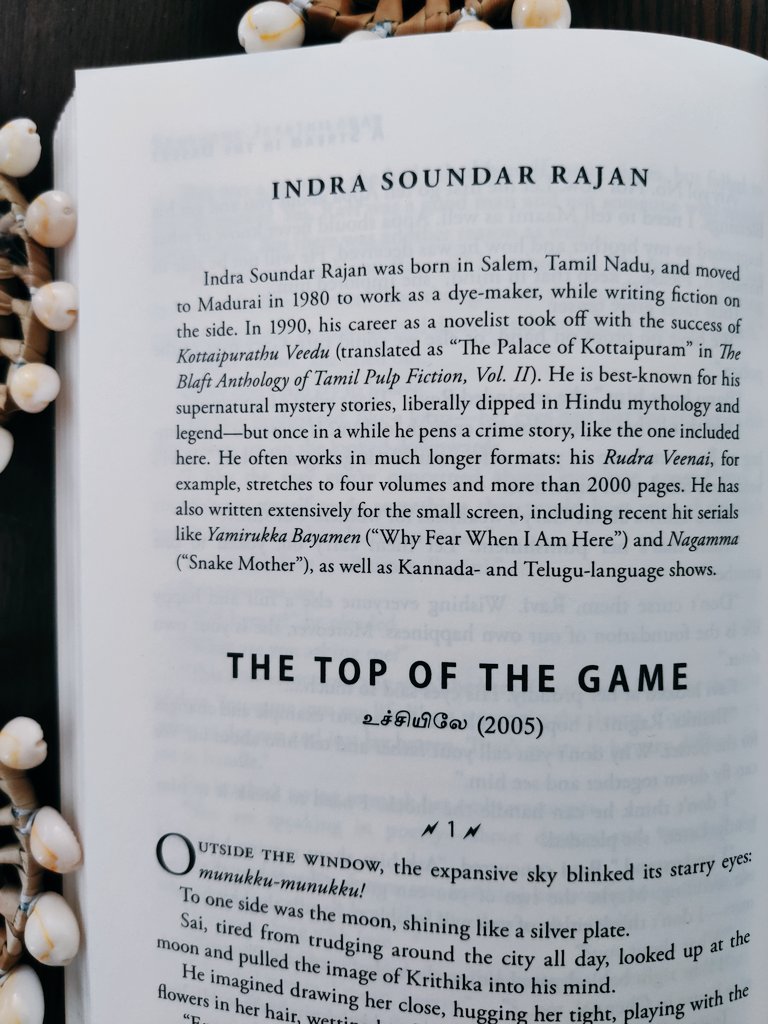 INDRA SOUNDAR RAJAN
Indra Soundar Rajan was born in Salem, Tamil Nadu, and moved
to Madurai in 1980 to work as a dye-maker, while writing fiction on
the side. In 1990, his career as a novelist took off with the success of
Kottaipurathu Veedu (translated as “The Palace of Kottaipuram” in The
Blaft Anthology of Tamil Pulp Fiction, Vol. II). He is best-known for his
supernatural mystery stories, liberally dipped in Hindu mythology and
legend—but once in a while he pens a crime story, like the one included
here. He often works in much longer formats: his Rudra Veenai, for
example, stretches to four volumes and more than 2000 pages. He has
also written extensively for the small screen, including recent hit serials
like Yamirukka Bayamen (“Why Fear When I Am Here”) and Nagamma
(“Snake Mother”), as well as Kannada- and Telugu-language shows.
THE TOP OF THE GAME
உச்சியிலே (2005)
1
OUTSIDE THE WINDOW, the expansive sky blinked its starry eyes:
munukku-munukku!
To one side was the moon, shining like a silver plate.
Sai, tired from trudging around the city all day, looked up at the
moon and pulled the image of Krithika into his mind.
He imagined drawing her close, hugging her tight, playing with the
flowers in her hair,